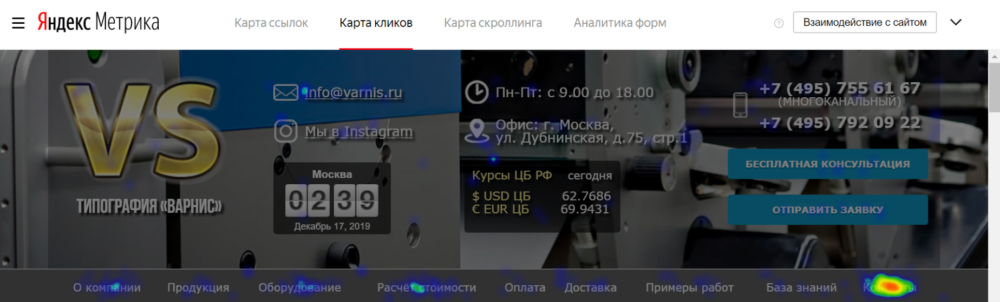 Яндекс Метрика
Карта ссылок
Карта кликов
Карта скроллинга
Аналитика форм
?
Взаимодействие с сайтом
VS
ТИПОГРАФИЯ «ВАРНИС»
info@varnis.ru
Мы в Instagram
Москва
02 39
Декабрь 17, 2019
Пн-Пт: с 9.00 до 18.00
Офис: г. Москва,
ул. Дубнинская, д.75, стр.1
Курсы ЦБ РФ сегодня
$ USD ЦБ 62.7686
€ EUR ЦБ 69.9431
+7 (495) 755 61 67
(МНОГОКАНАЛЬНЫЙ)
+7 (495) 792 09 22
БЕСПЛАТНАЯ КОНСУЛЬТАЦИЯ
ОТПРАВИТЬ ЗАЯВКУ
О компании
Продукция
Оборудование
Расчёт стоимости
Оплата
Доставка
Примеры работ
База знаний
Контакты